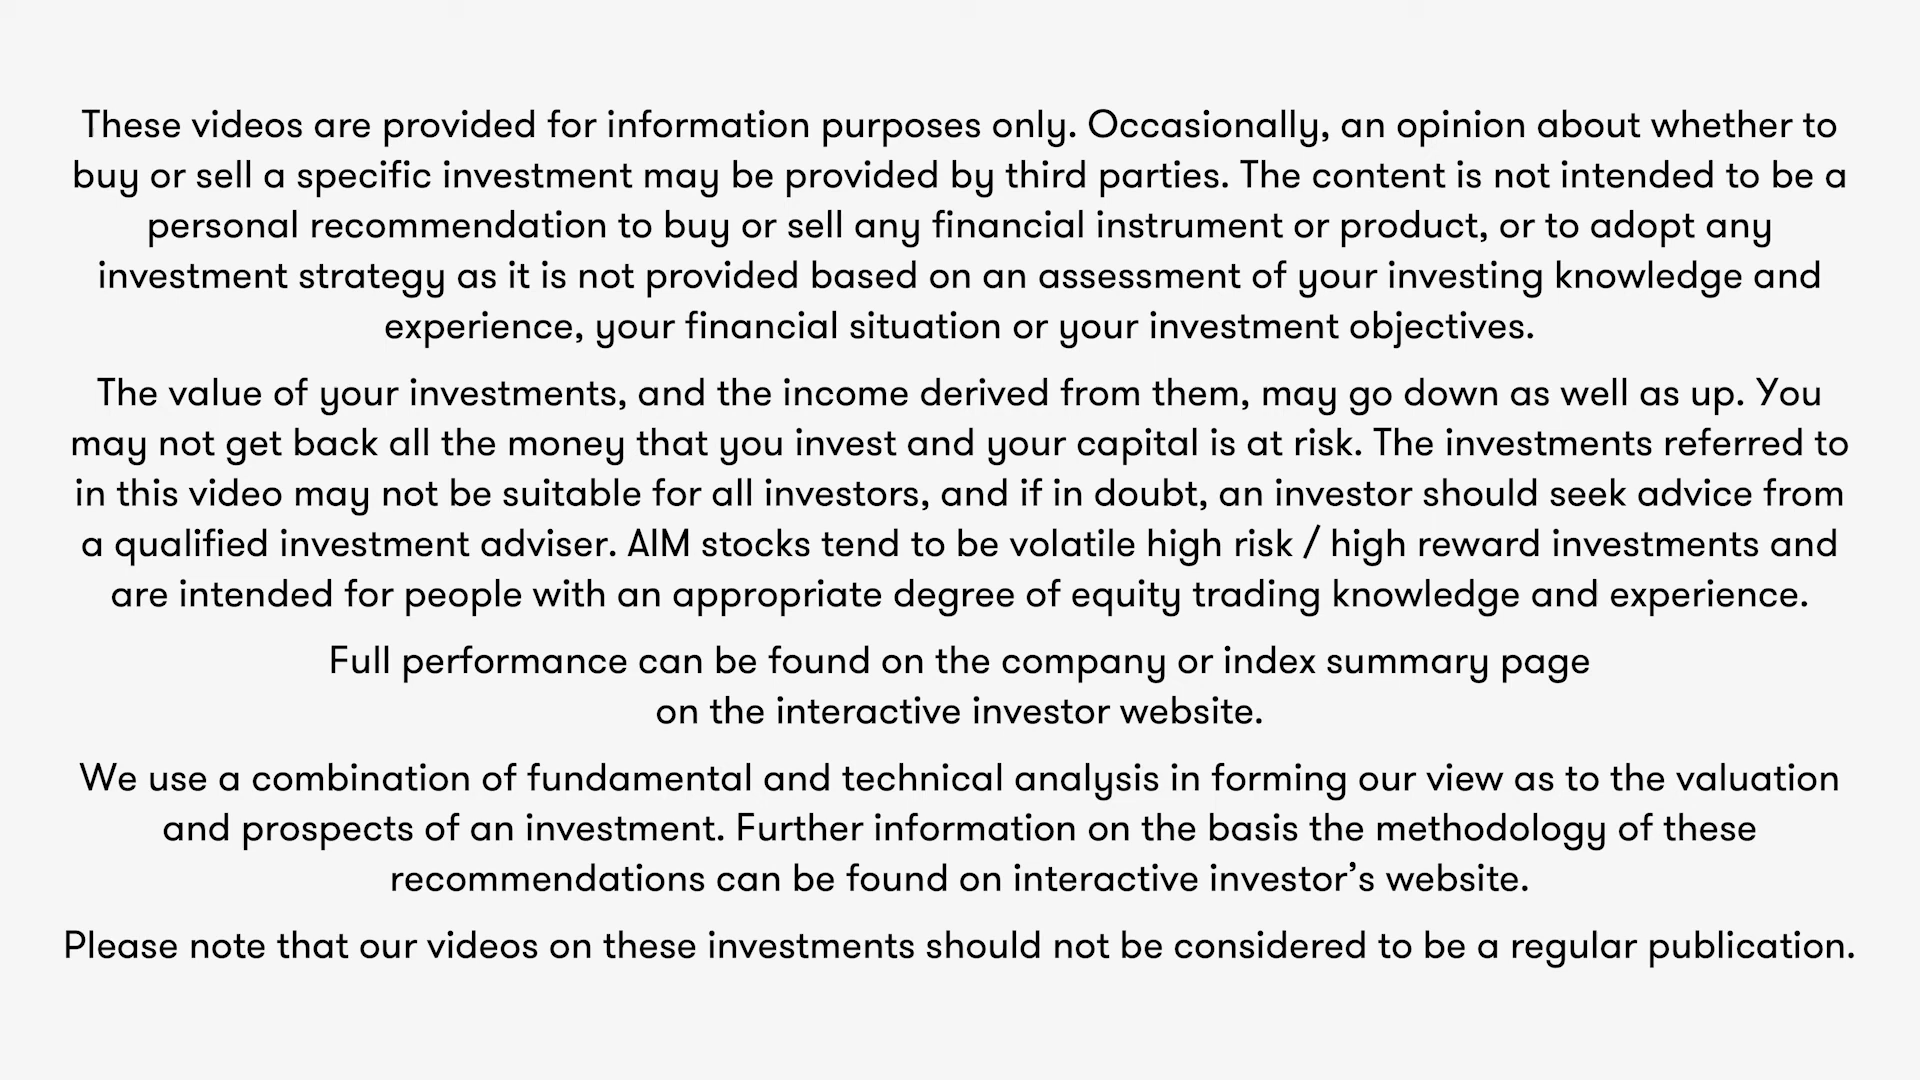 These videos are provided for information purposes only. Occasionally, an opinion about whether to
buy or sell a specific investment may be provided by third parties. The content is not intended to be a
personal recommendation to buy or sell any financial instrument or product, or to adopt any
investment strategy as it is not provided based on an assessment of your investing knowledge and
experience, your financial situation or your investment objectives.
The value of your investments, and the income derived from them, may go down as well as up. You
may not get back all the money that you invest and your capital is at risk. The investments referred to
in this video may not be suitable for all investors, and if in doubt, an investor should seek advice from
a qualified investment adviser. AIM stocks tend to be volatile high risk / high reward investments and
are intended for people with an appropriate degree of equity trading knowledge and experience.
Full performance can be found on the company or index summary page
on the interactive investor website.
We use a combination of fundamental and technical analysis in forming our view as to the valuation
and prospects of an investment. Further information on the basis the methodology of these
recommendations can be found on interactive investor’s website.
Please note that our videos on these investments should not be considered to be a regular publication.